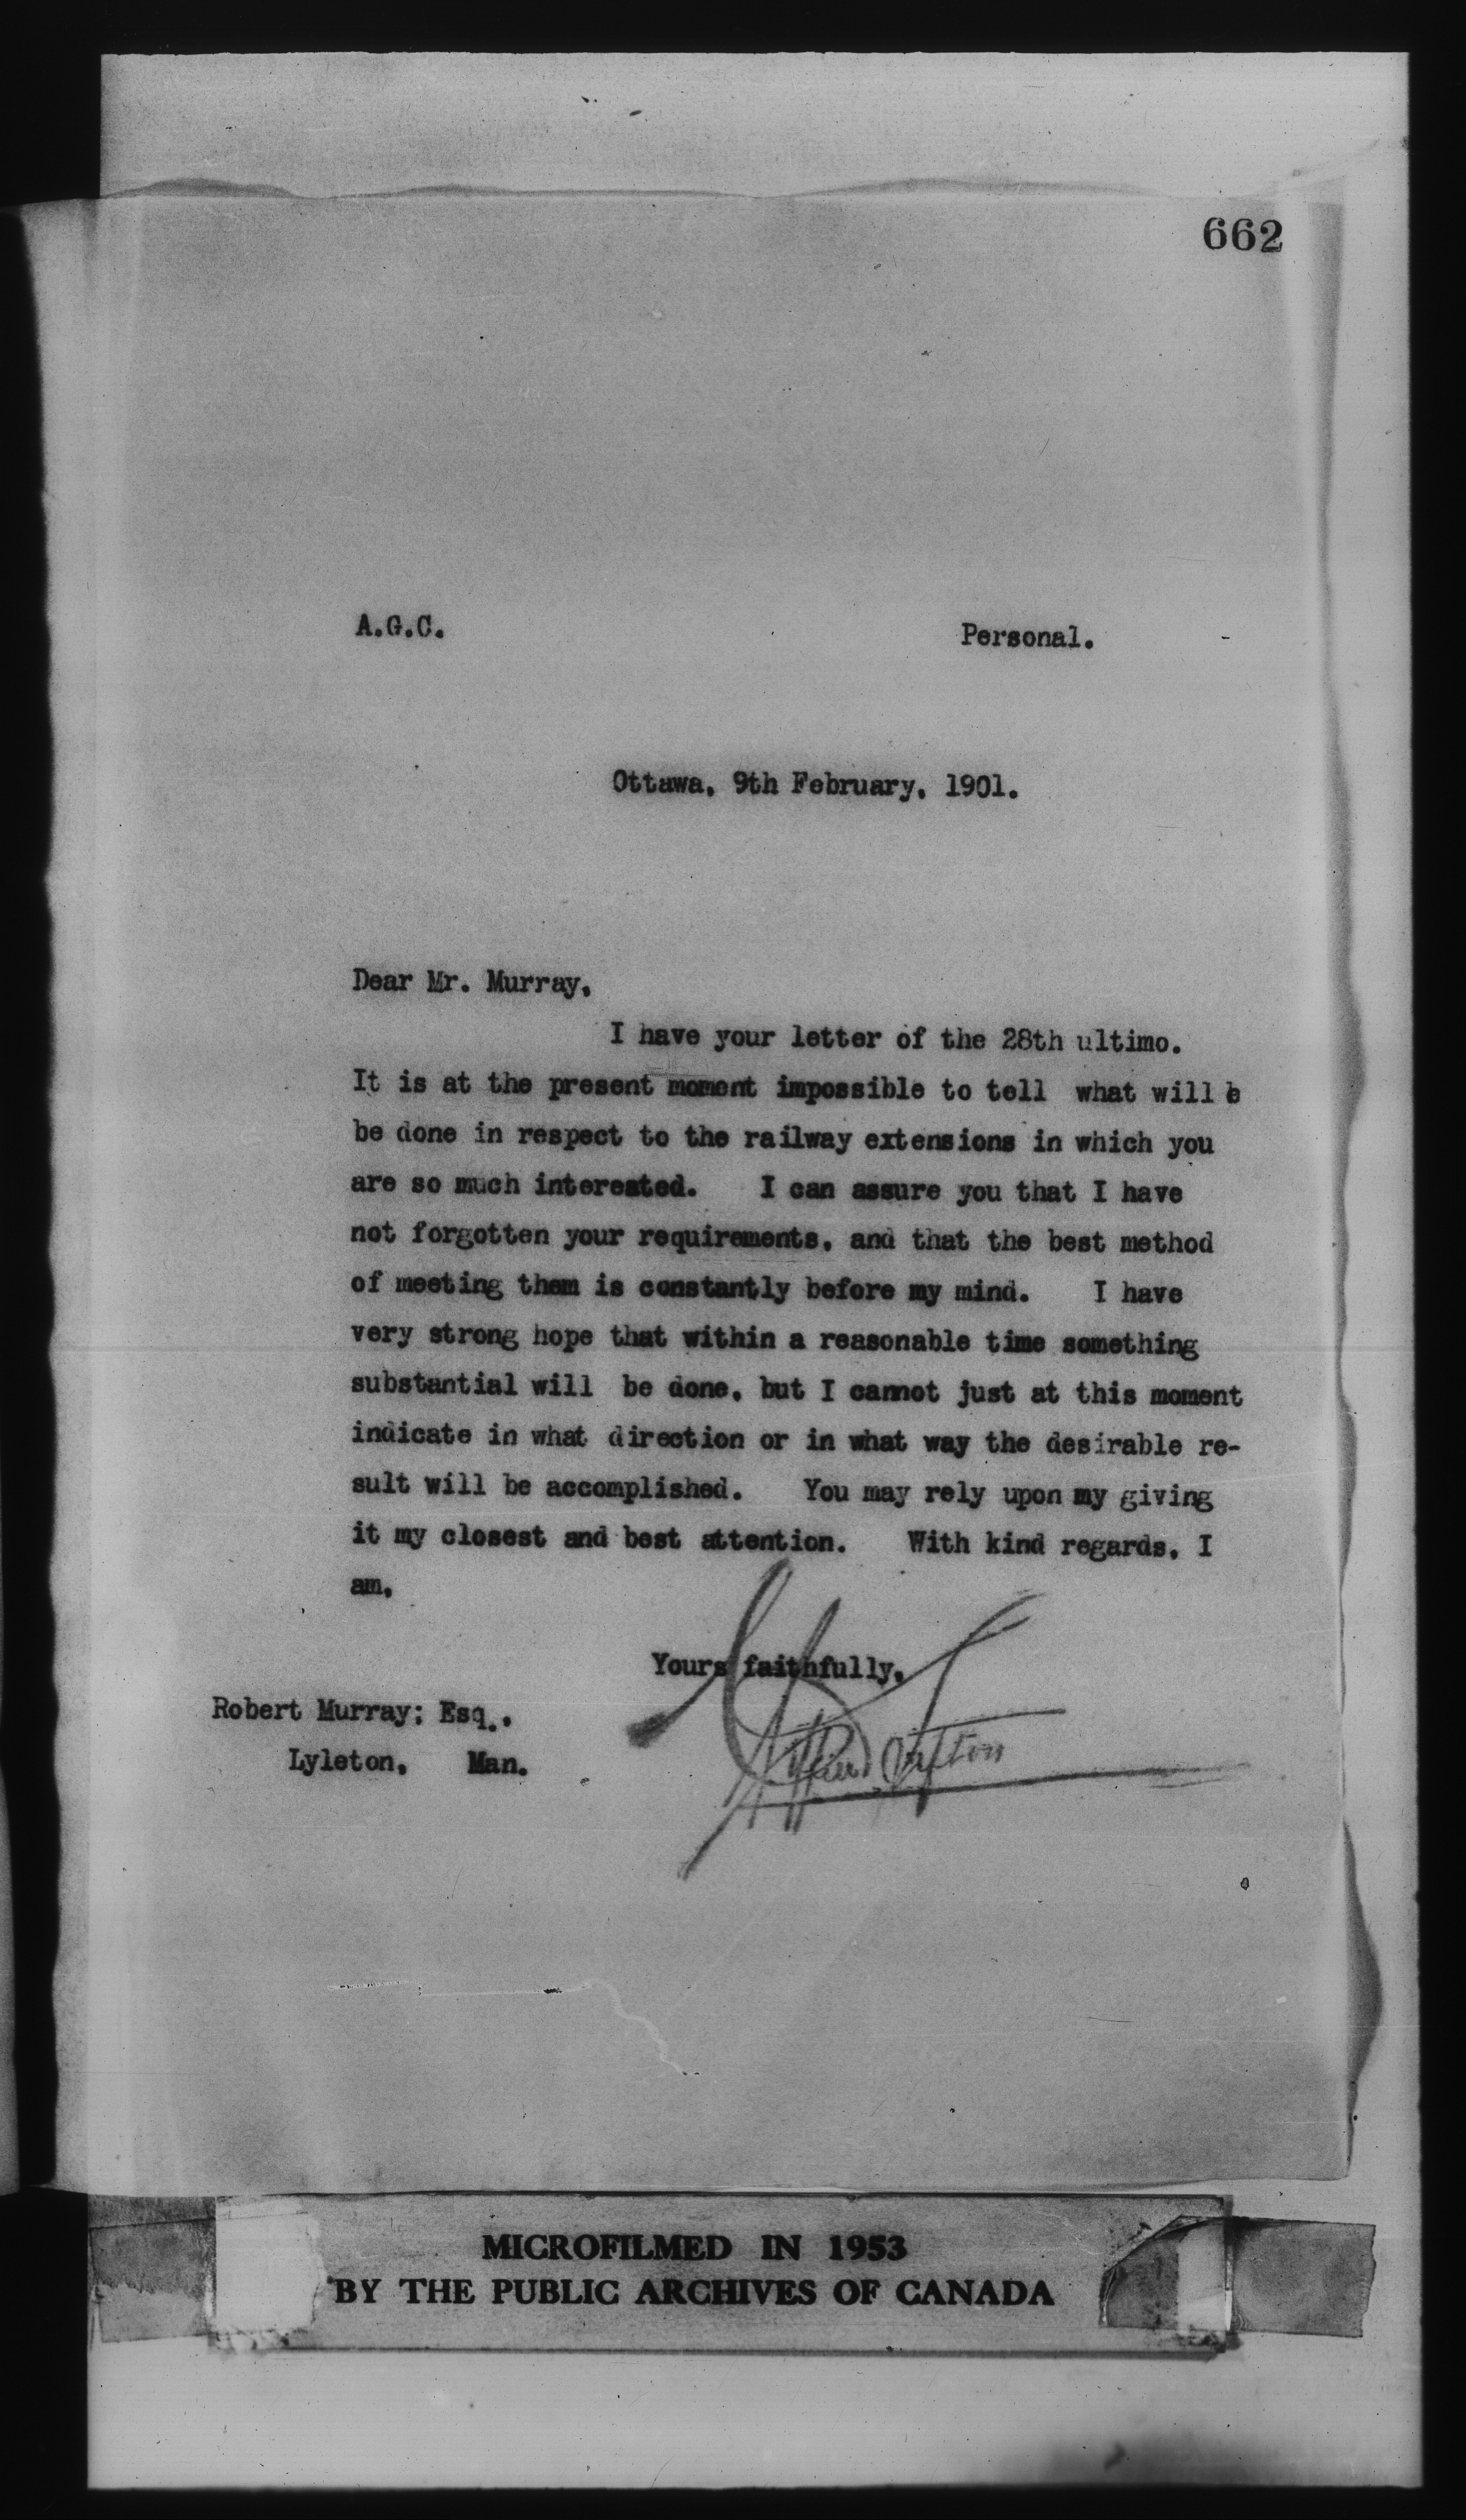 662
A.G.C. Personal.
Ottawa, 9th February, 1901.
Dear Mr. Murray,
I have your letter of the 28th ultimo.
It is at the present moment impossible to tell what will b
be done in respect to the railway extensions in which you
are so much interested. I can assure you that I have
not forgotten your requirements, and that the best method
of meeting them is constantly before my mind. I have
very strong hope that within a reasonable time something
substantial will be done, but I cannot just at this moment
indicate in what direction or in what way the desirable re-
sult will be accomplished. You may rely upon my giving
it my closest and best attention. With kind regards, I
am,
Yours faithfully,
Clifford Sifton
Robert Murray; Esq.,
Lyleton, Man.
MICROFILMED IN 1953
BY THE PUBLIC ARCHIVES OF CANADA